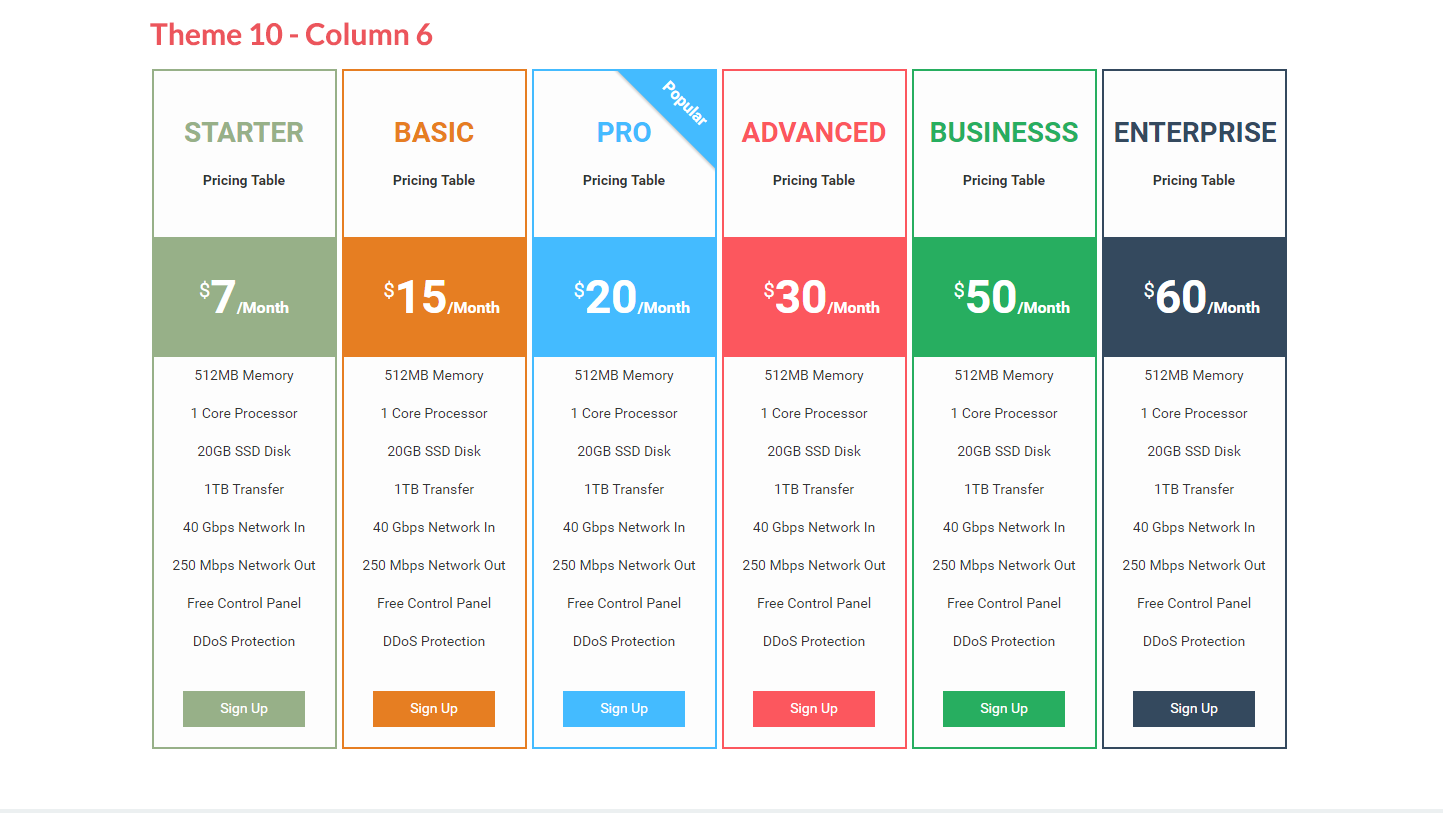 Theme 10 - Column 6
Popular
STARTER
Pricing Table
$7/Month
512MB Memory
1 Core Processor
20GB SSD Disk
1TB Transfer
40 Gbps Network In
250 Mbps Network Out
Free Control Panel
DDoS Protection
Sign Up
BASIC
Pricing Table
$15/Month
512MB Memory
1 Core Processor
20GB SSD Disk
1TB Transfer
40 Gbps Network In
250 Mbps Network Out
Free Control Panel
DDoS Protection
Sign Up
PRO
Pricing Table
$20/Month
512MB Memory
1 Core Processor
20GB SSD Disk
1TB Transfer
40 Gbps Network In
250 Mbps Network Out
Free Control Panel
DDoS Protection
Sign Up
ADVANCED
Pricing Table
$30/Month
512MB Memory
1 Core Processor
20GB SSD Disk
1TB Transfer
40 Gbps Network In
250 Mbps Network Out
Free Control Panel
DDoS Protection
Sign Up
BUSINESSS
Pricing Table
$50/Month
512MB Memory
1 Core Processor
20GB SSD Disk
1TB Transfer
40 Gbps Network In
250 Mbps Network Out
Free Control Panel
DDoS Protection
Sign Up
ENTERPRISE
Pricing Table
$60/Month
512MB Memory
1 Core Processor
20GB SSD Disk
1TB Transfer
40 Gbps Network In
250 Mbps Network Out
Free Control Panel
DDoS Protection
Sign Up